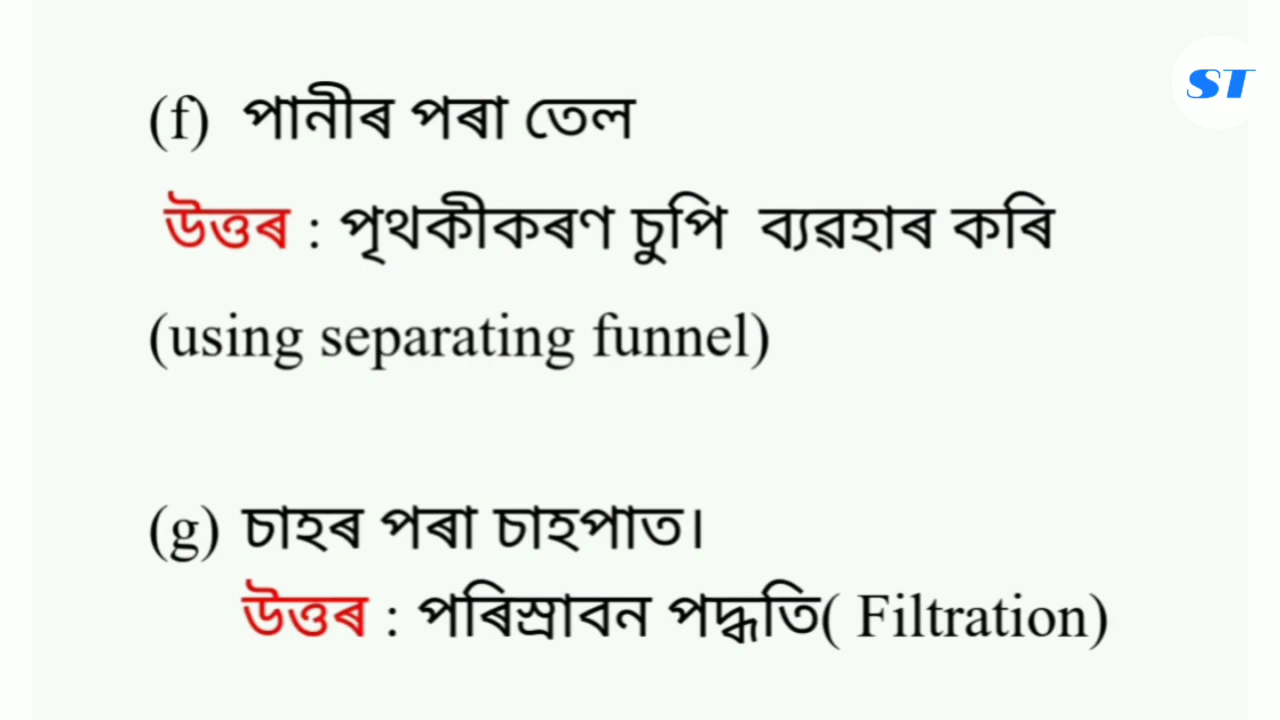 ST
(f) পানীৰ পৰা তেল
উত্তৰ : পৃথকীকৰণ চুপি ব্যৱহাৰ কৰি
(using separating funnel)
(g) চাহৰ পৰা চাহপাত।
উত্তৰ : পৰিস্ৰাবন পদ্ধতি( Filtration)